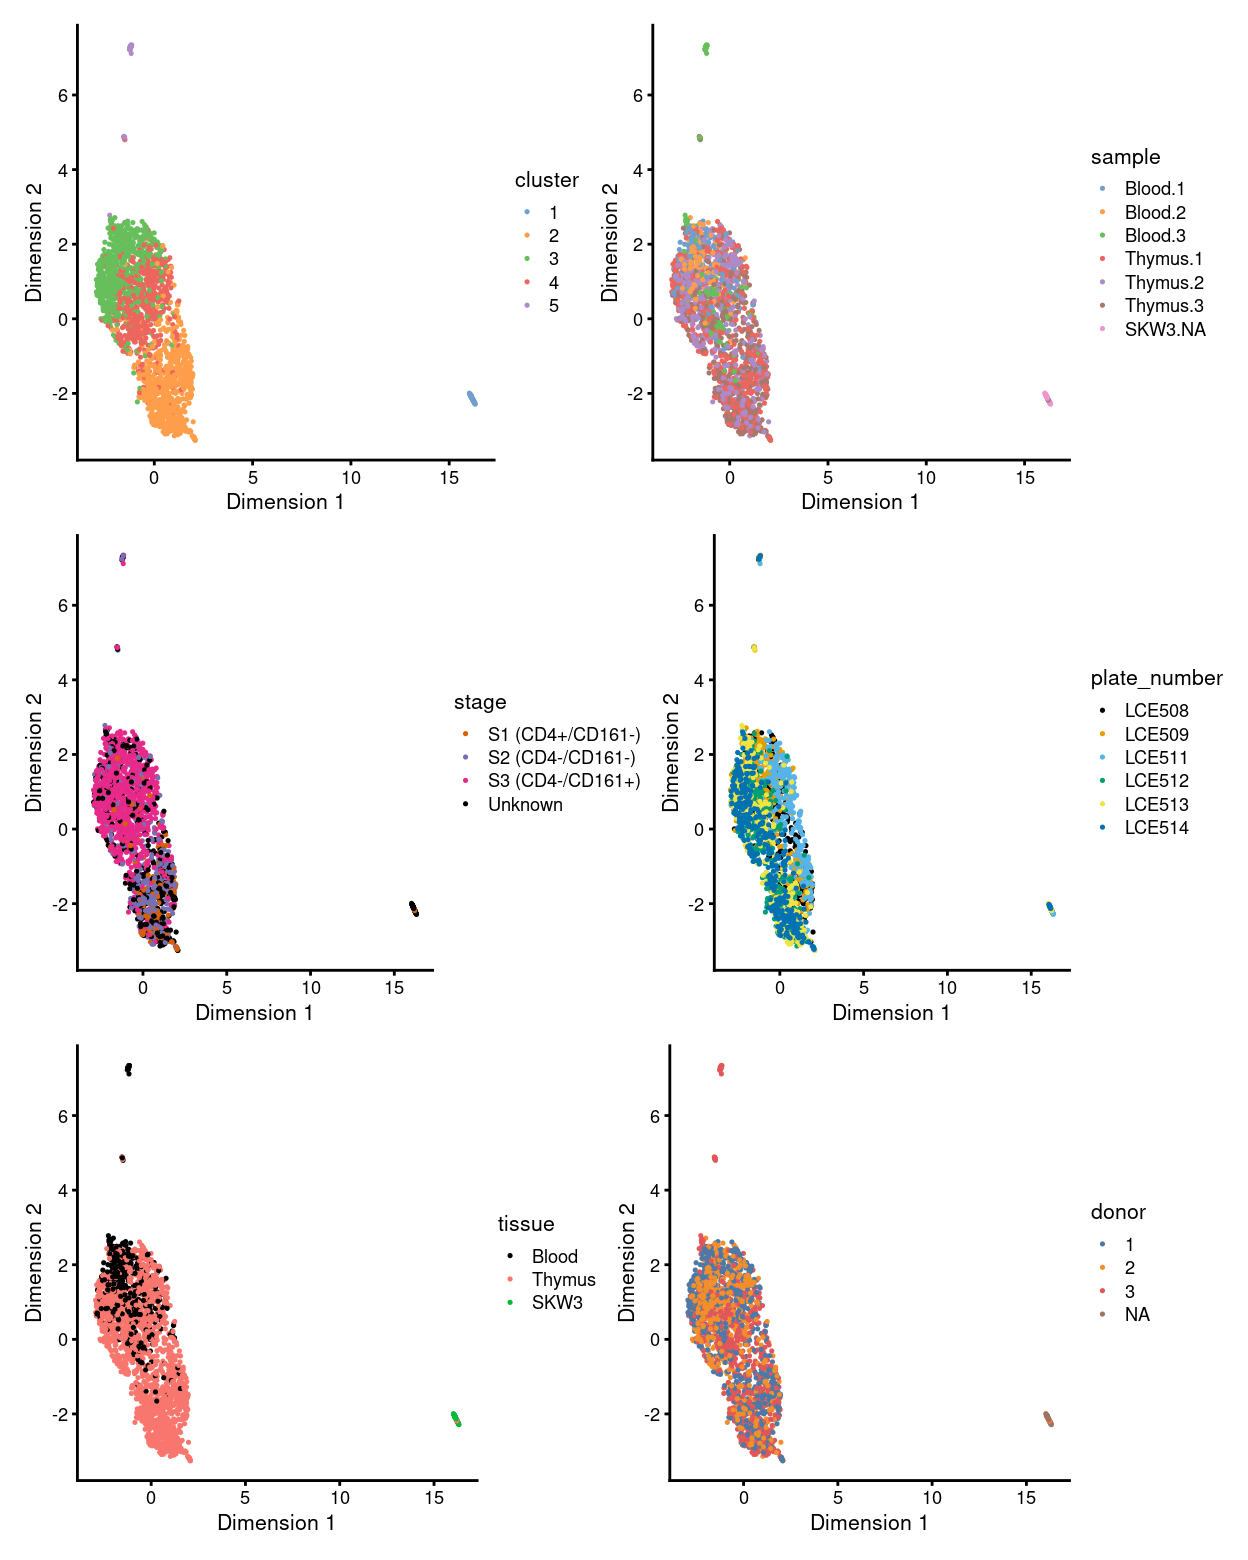 6
4
2
0
-2
0
5
10
15
Dimension 1
Dimension 2
cluster
1
2
3
4
5
6
4
2
0
-2
0
5
10
15
Dimension 1
Dimension 2
sample
Blood.1
Blood.2
Blood.3
Thymus.1
Thymus.2
Thymus.3
SKW3.NA
6
4
2
0
-2
0
5
10
15
Dimension 1
Dimension 2
stage
S1 (CD4+/CD161-)
S2 (CD4-/CD161-)
S3 (CD4-/CD161+)
Unknown
6
4
2
0
-2
0
5
10
15
Dimension 1
Dimension 2
plate_number
LCE508
LCE509
LCE511
LCE512
LCE513
LCE514
6
4
2
0
-2
0
5
10
15
Dimension 1
Dimension 2
tissue
Blood
Thymus
SKW3
6
4
2
0
-2
0
5
10
15
Dimension 1
Dimension 2
donor
1
2
3
NA